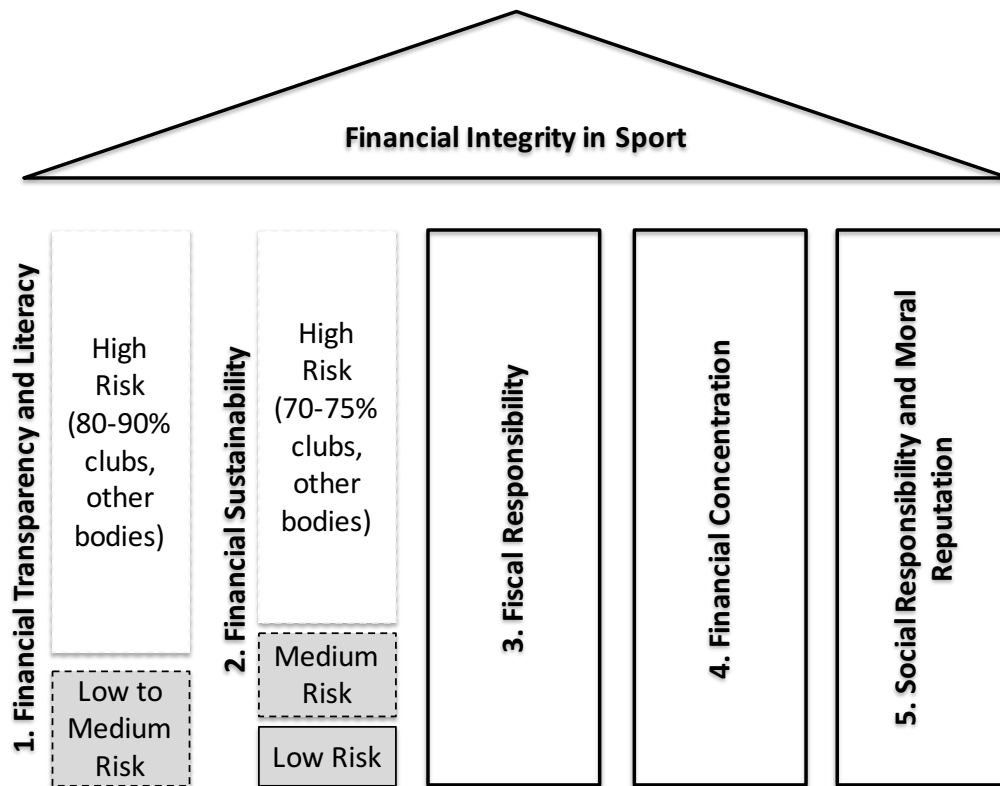 Financial Integrity in Sport
1. Financial Transparency and Literacy
High
Risk
(80-90%
clubs,
other
bodies)
Low to
Medium
Risk
2. Financial Sustainability
High
Risk
(70-75%
clubs,
other
bodies)
Medium
Risk
Low Risk
3. Fiscal Responsibility
4. Financial Concentration
5. Social Responsibility and Moral
Reputation